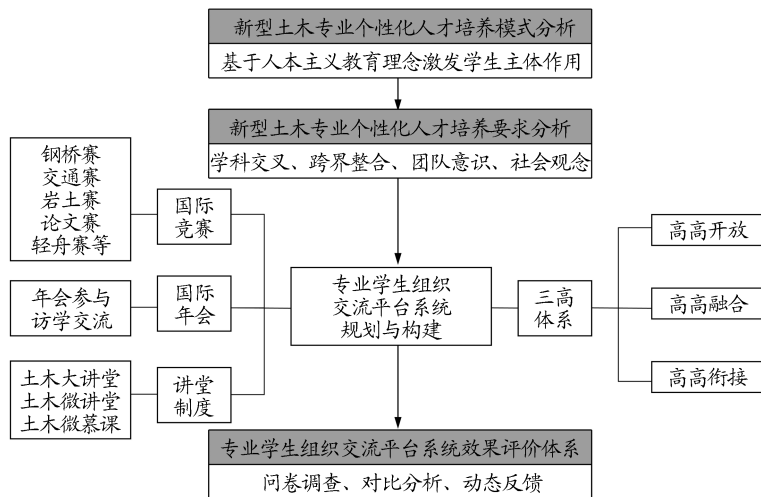 新型土木专业个性化人才培养模式分析
基于人本主义教育理念激发学生主体作用
新型土木专业个性化人才培养要求分析
学科交叉、跨界整合、团队意识、社会观念
钢桥赛
交通赛
岩土赛
论文赛
轻舟赛等
国际
竞赛
年会参与
访学交流
国际
年会
土木大讲堂
土木微讲堂
土木微慕课
讲堂
制度
专业学生组织
交流平台系统
规划与构建
三高
体系
高高开放
高高融合
高高衔接
专业学生组织交流平台系统效果评价体系
问卷调查、对比分析、动态反馈